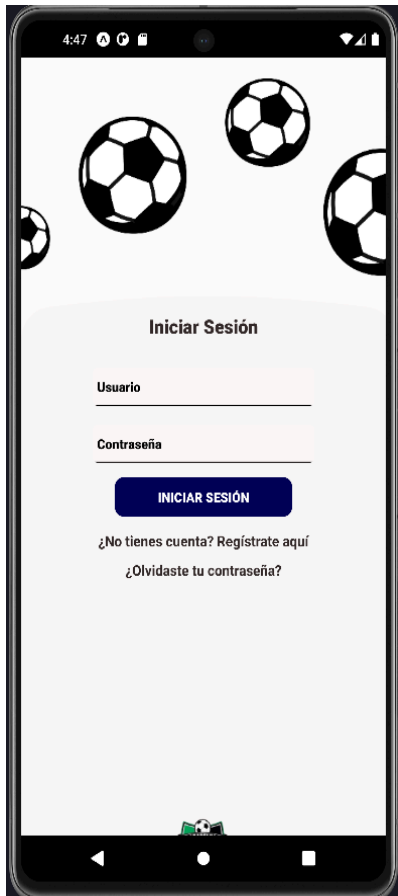 4:47
Iniciar Sesión
Usuario
Contraseña
INICIAR SESIÓN
¿No tienes cuenta? Regístrate aquí
¿Olvidaste tu contraseña?